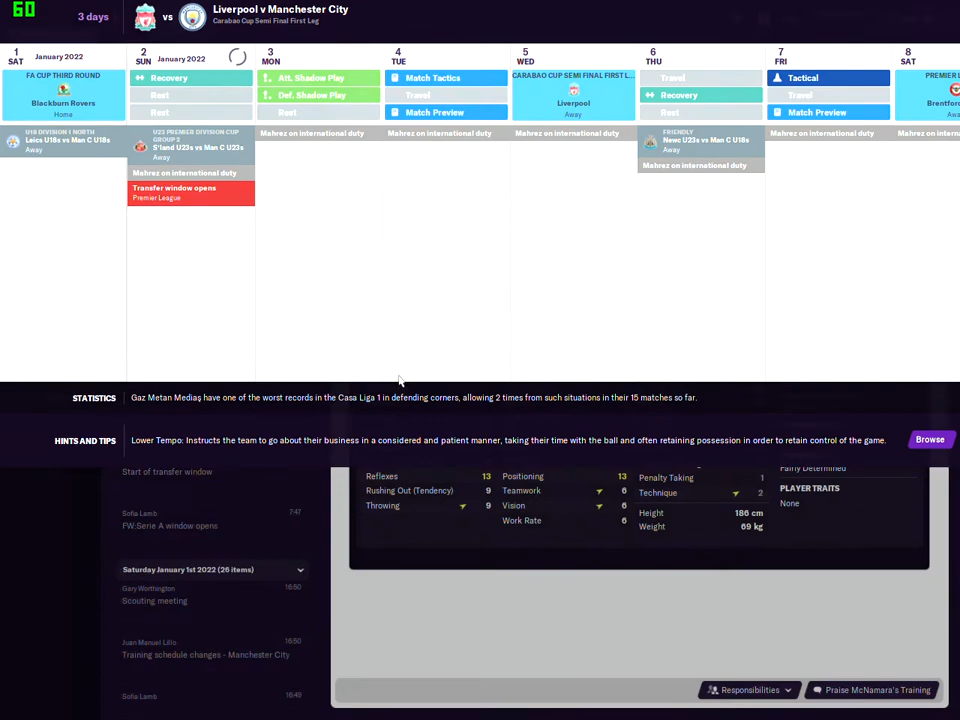 60
3 days
vs
Liverpool v Manchester City
Carabao Cup Semi Final First Leg
1
SAT
January 2022
2
SUN
January 2022
3
MON
4
TUE
5
WED
6
THU
7
FRI
8
SAT
FA CUP THIRD ROUND
Blackburn Rovers
Home
Recovery
Rest
Rest
Att. Shadow Play
Def. Shadow Play
Rest
Match Tactics
Travel
Match Preview
CARABAO CUP SEMI FINAL FIRST L...
Liverpool
Away
Travel
Recovery
Rest
Tactical
Travel
Match Preview
PREMIER L
Brentford
Awa
U18 DIVISION 1 NORTH
Leics U18s vs Man C U18s
Away
U23 PREMIER DIVISION CUP
GROUP 2
S'land U23s vs Man C U23s
Away
Mahrez on international duty
Transfer window opens
Premier League
Mahrez on international duty
Mahrez on international duty
Mahrez on international duty
FRIENDLY
Newc U23s vs Man C U18s
Away
Mahrez on international duty
Mahrez on international duty
Mahrez on intern
STATISTICS
Gaz Metan Mediaș have one of the worst records in the Casa Liga 1 in defending corners, allowing 2 times from such situations in their 15 matches so far.
HINTS AND TIPS
Lower Tempo: Instructs the team to go about their business in a considered and patient manner, taking their time with the ball and often retaining possession in order to retain control of the game.
Browse
Start of transfer window
Sofia Lamb
7:47
FW:Serie A window opens
Saturday January 1st 2022 (26 items)
Gary Worthington
16:50
Scouting meeting
Juan Manuel Lillo
16:50
Training schedule changes - Manchester City
Sofia Lamb
16:49
Reflexes 13
Rushing Out (Tendency) 9
Throwing 9
Positioning 13
Teamwork 6
Vision 6
Work Rate 6
Penalty Taking 1
Technique 2
Height 186 cm
Weight 69 kg
Fairly Determined
PLAYER TRAITS
None
Responsibilities
Praise McNamara's Training